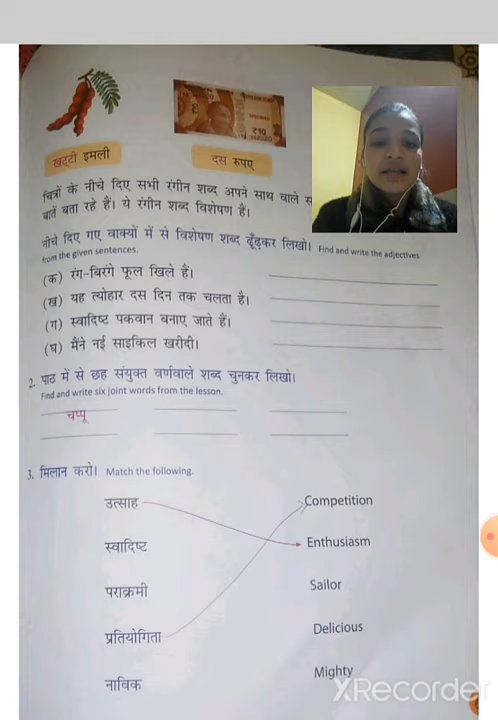 खट्टी इमली
दस रुपए
₹10
चित्रों के नीचे दिए सभी रंगीन शब्द अपने साथ वाले
बातें बता रहे हैं। ये रंगीन शब्द विशेषण हैं।
नीचे दिए गए वाक्यों में से विशेषण शब्द ढूँढ़कर लिखो। Find and write the adjectives
from the given sentences.
(क) रंग-बिरंगे फूल खिले हैं।
(ख) यह त्योहार दस दिन तक चलता है।
(ग) स्वादिष्ट पकवान बनाए जाते हैं।
(घ) मैंने नई साइकिल खरीदी।
2. पाठ में से छह संयुक्त वर्णवाले शब्द चुनकर लिखो।
Find and write six joint words from the lesson.
चप्पू
3. मिलान करो। Match the following.
उत्साह Competition
स्वादिष्ट Enthusiasm
पराक्रमी Sailor
प्रतियोगिता Delicious
नाविक Mighty
XRecorder